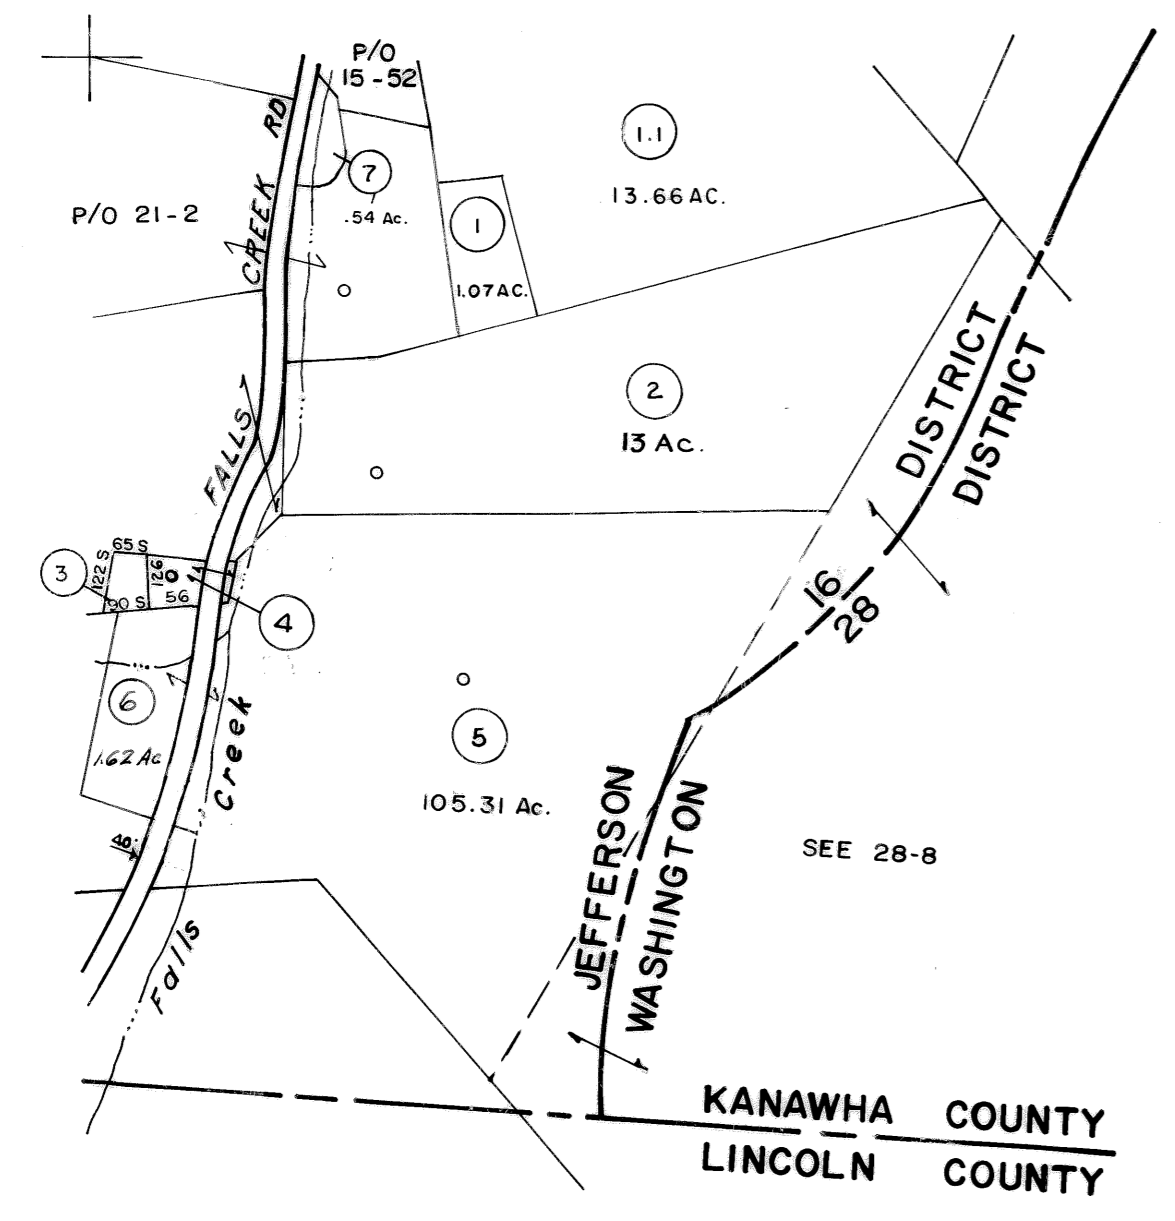 P/O
15-52
CREEK RD
1.1
13.66 AC.
7
.54 Ac.
P/O 21-2
1
1.07 AC.
2
13 Ac.
DISTRICT
DISTRICT
FALLS
65 S
122 S
126
3
90 S
56
4
16
28
6
1.62 Ac
Creek
5
105.31 Ac.
JEFFERSON
WASHINGTON
SEE 28-8
40'
Falls
KANAWHA COUNTY
LINCOLN COUNTY